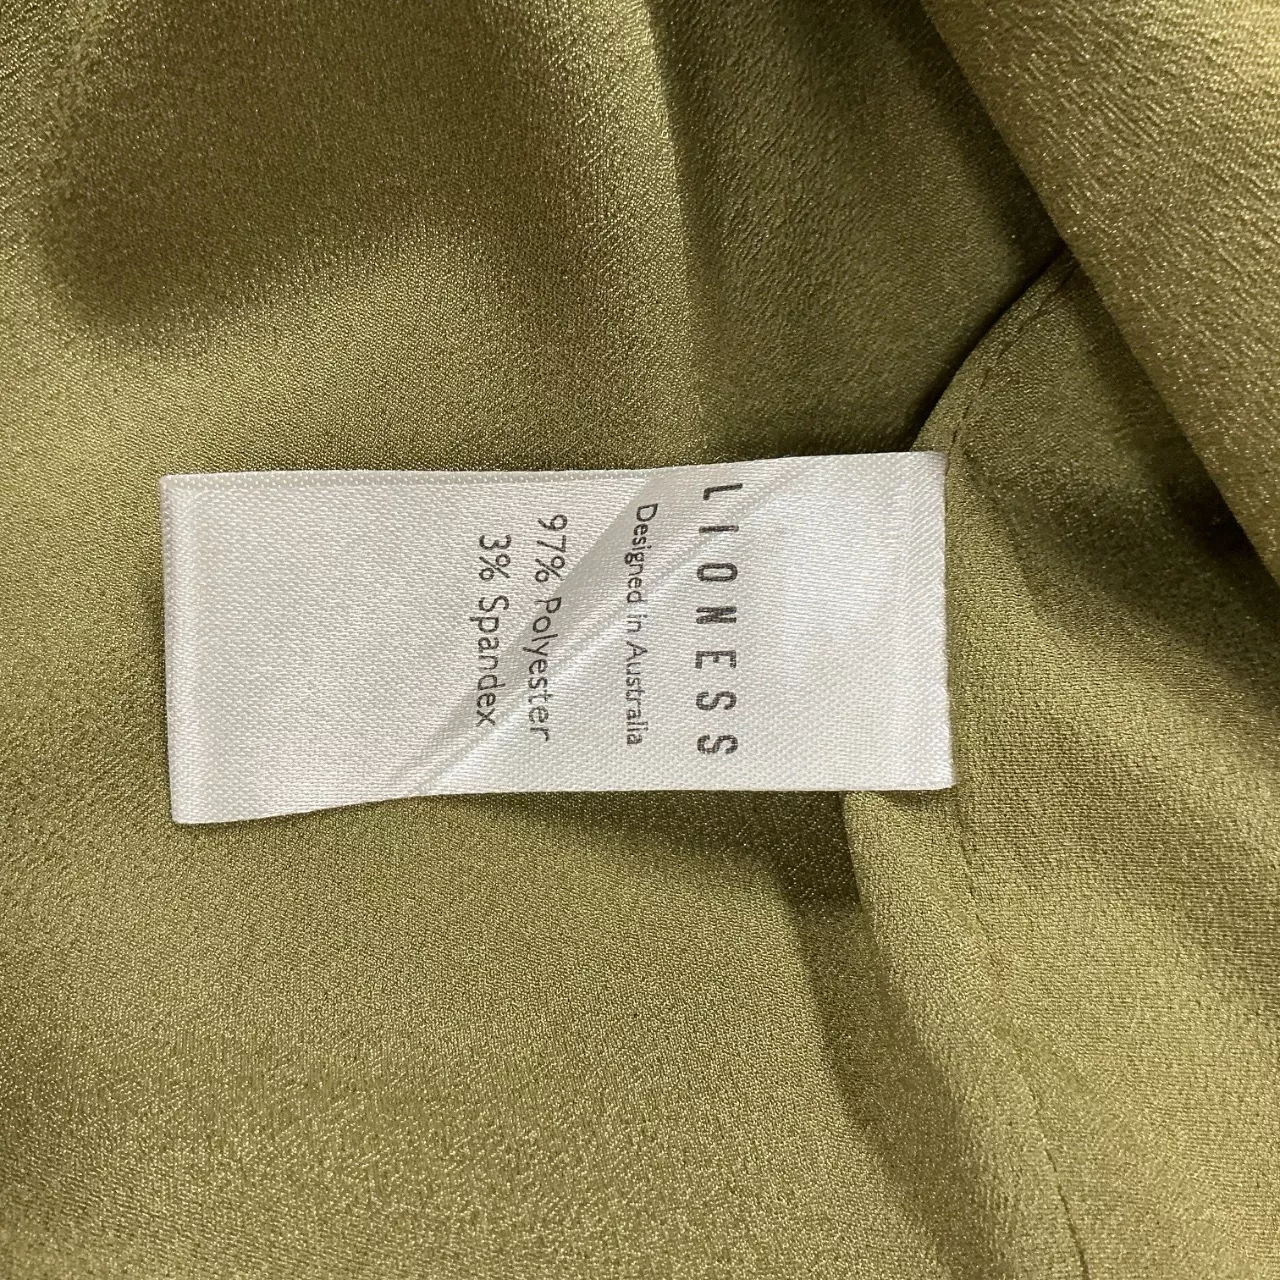 LIONESS
Designed in Australia
97% Polyester
3% Spandex